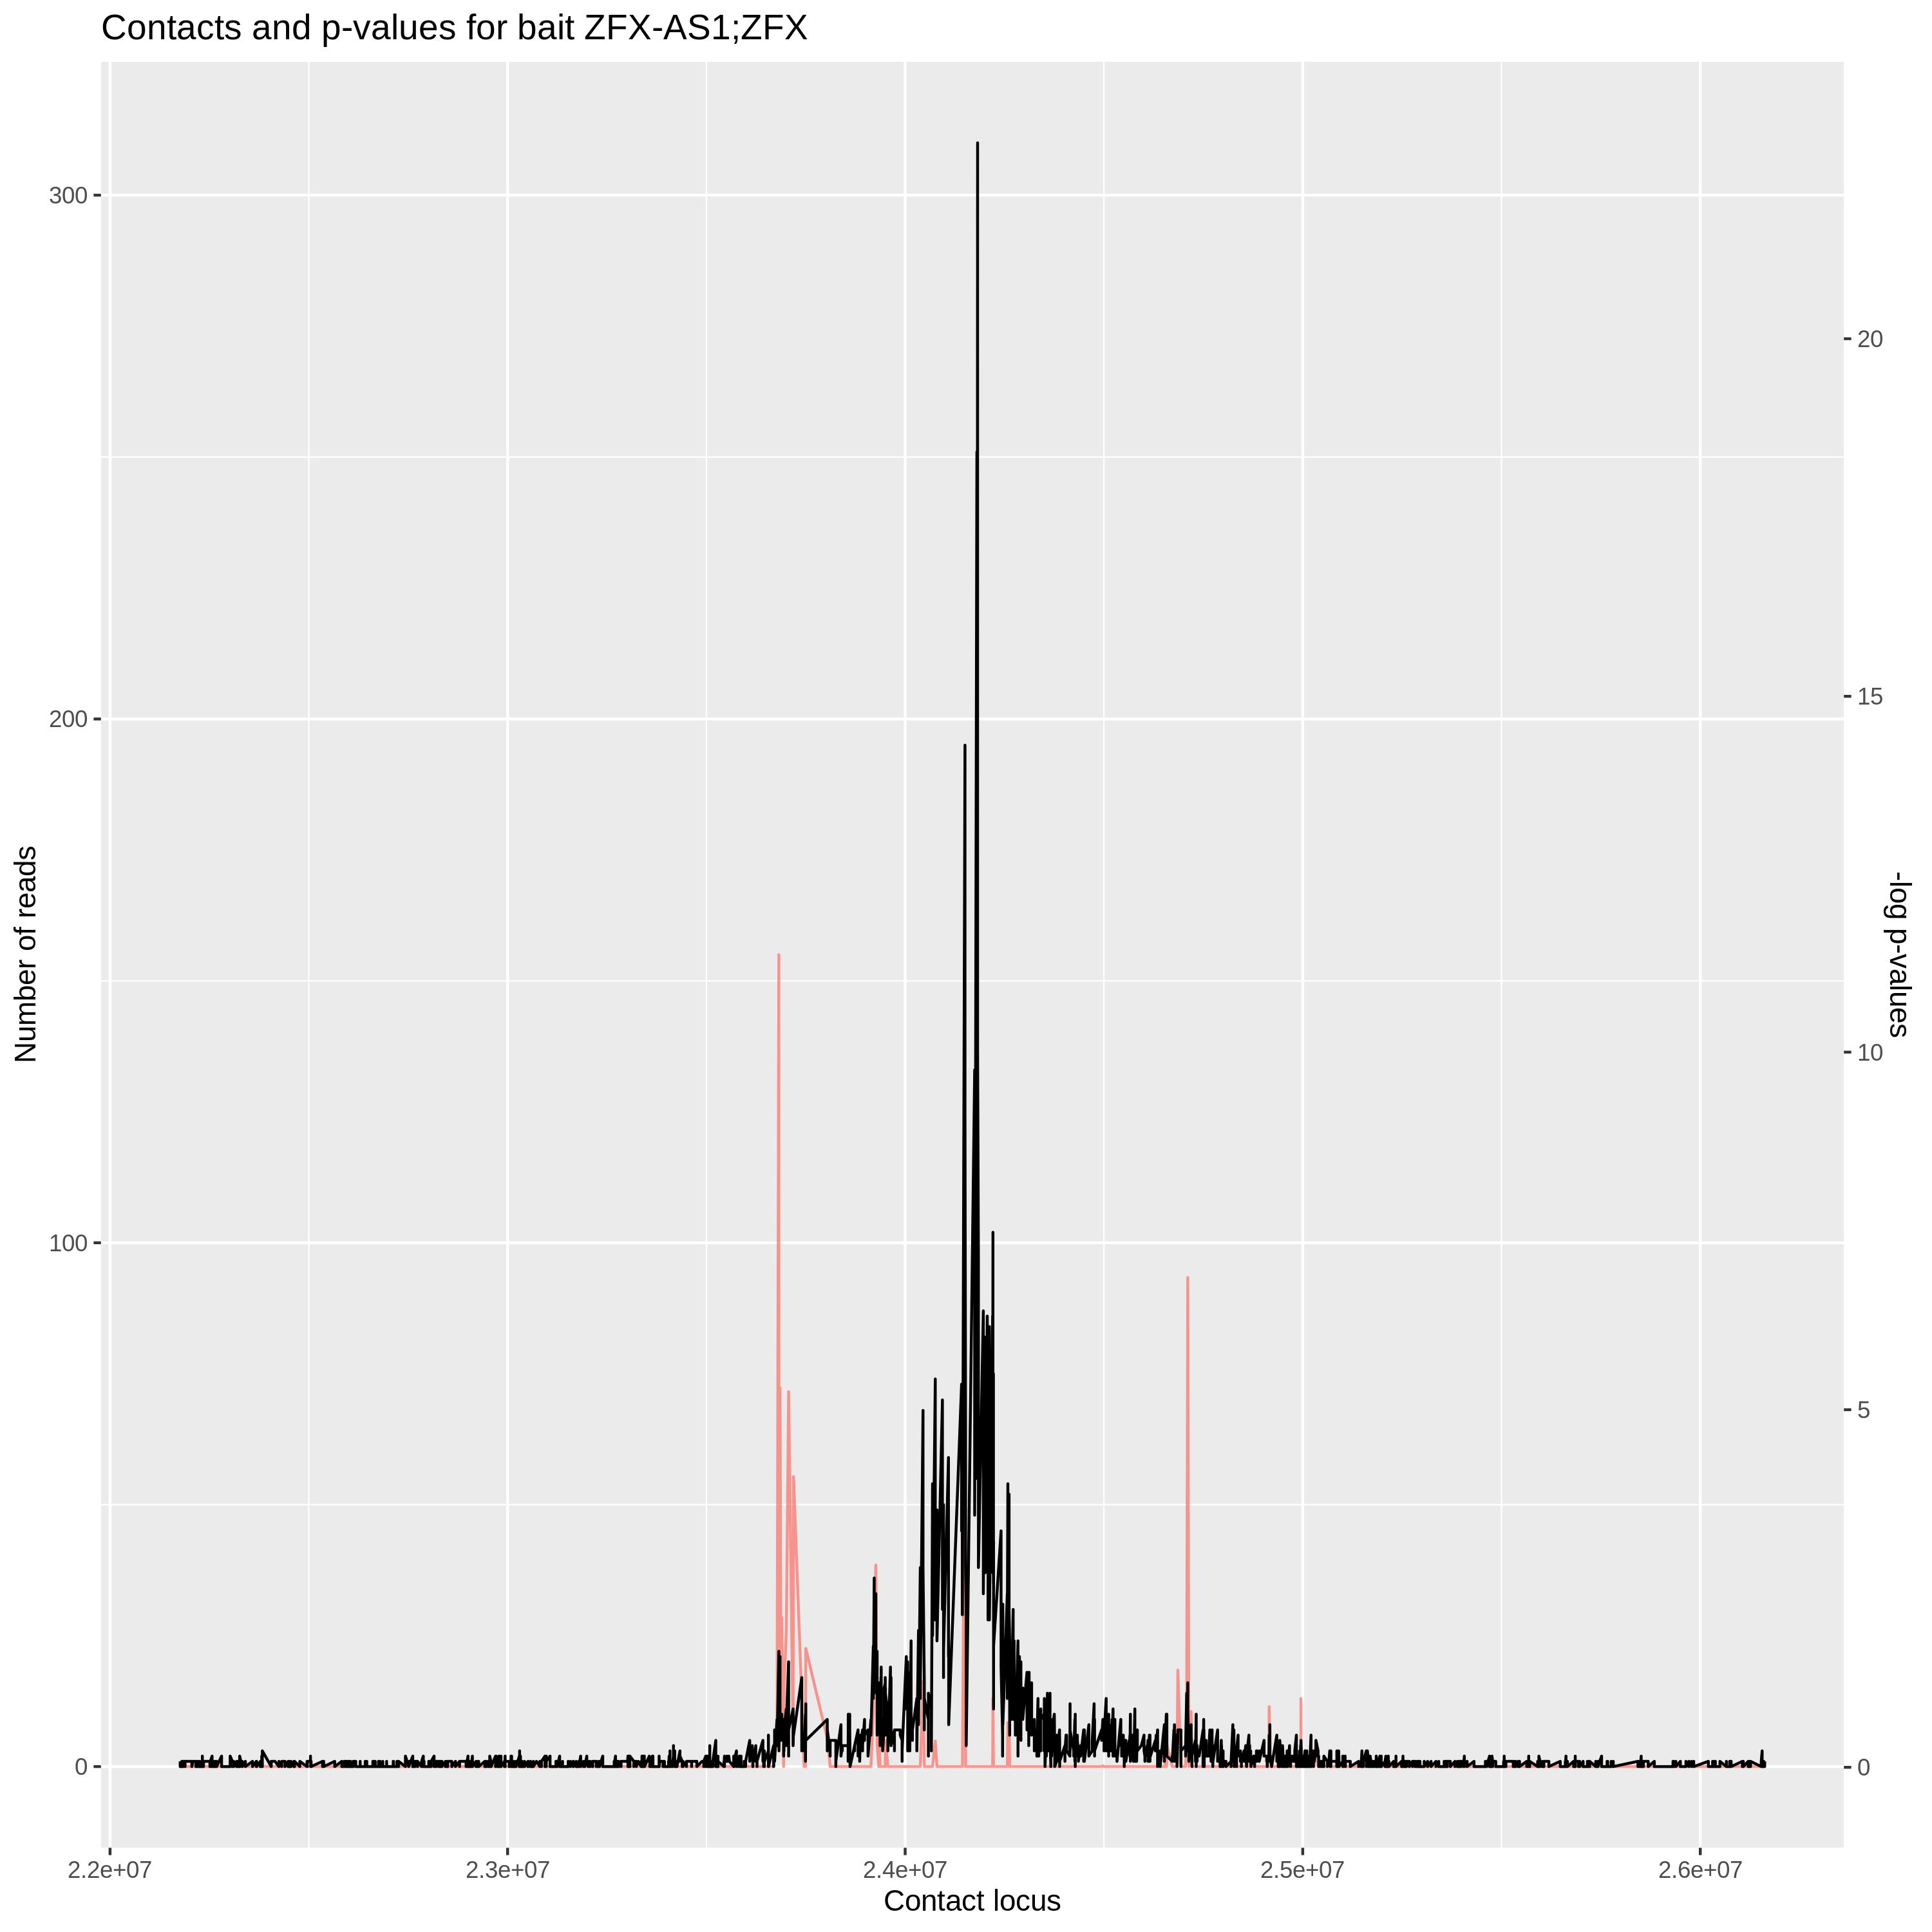 Contacts and p-values for bait ZFX-AS1;ZFX
300
200
100
0
Number of reads
20
15
10
5
0
-log p-values
2.2e+07
2.3e+07
2.4e+07
2.5e+07
2.6e+07
Contact locus